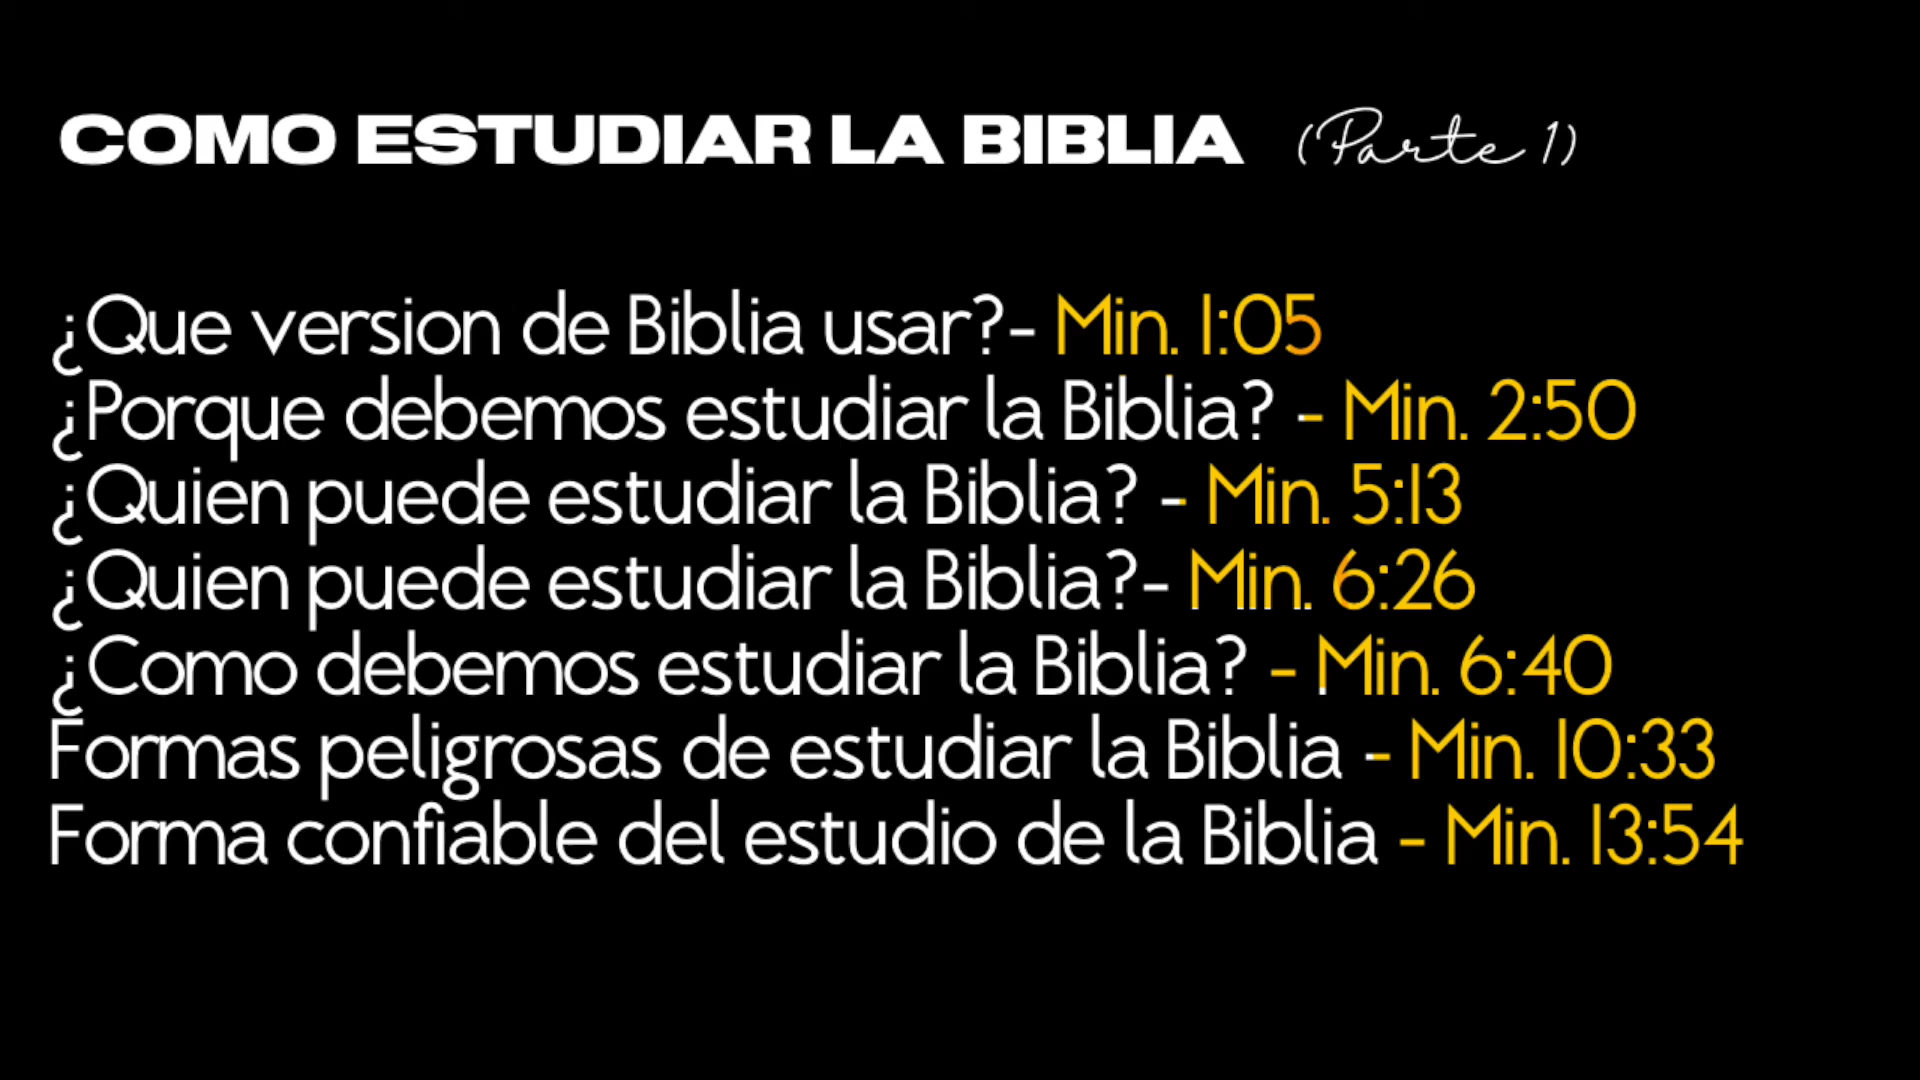 COMO ESTUDIAR LA BIBLIA (Parte 1)
¿Que version de Biblia usar?- Min. 1:05
¿Porque debemos estudiar la Biblia? - Min. 2:50
¿Quien puede estudiar la Biblia? - Min. 5:13
¿Quien puede estudiar la Biblia?- Min. 6:26
¿Como debemos estudiar la Biblia? - Min. 6:40
Formas peligrosas de estudiar la Biblia - Min. 10:33
Forma confiable del estudio de la Biblia - Min. 13:54